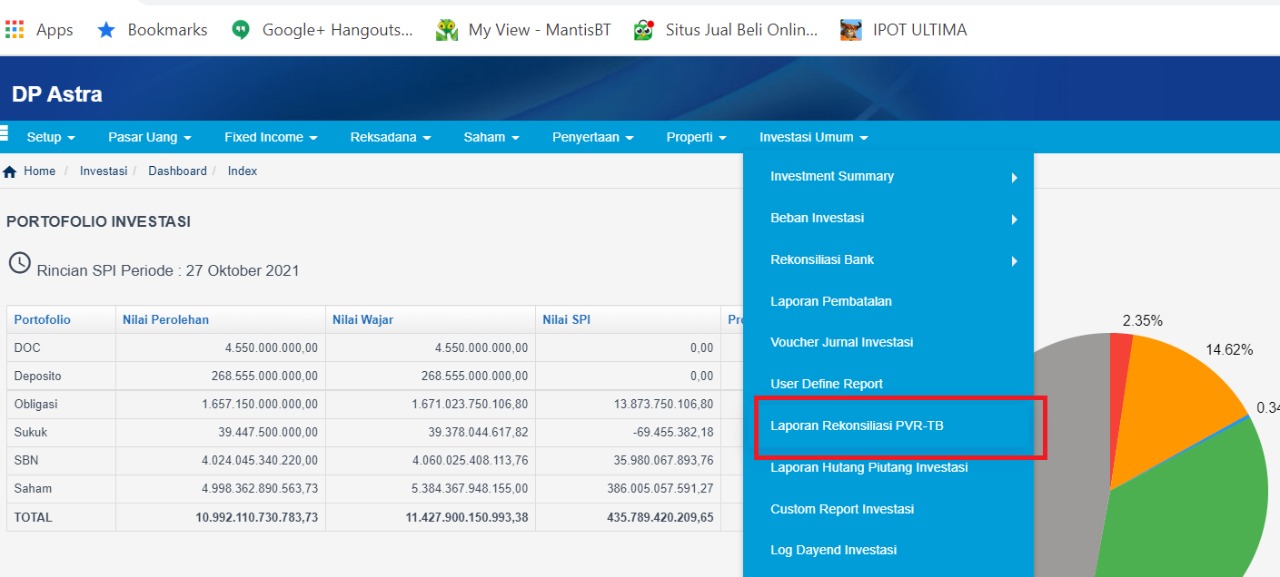 Apps Bookmarks Google+ Hangouts... My View - MantisBT Situs Jual Beli Onlin... IPOT ULTIMA
DP Astra
Setup Pasar Uang Fixed Income Reksadana Saham Penyertaan Properti Investasi Umum
Home / Investasi / Dashboard / Index
Investment Summary
Beban Investasi
Rekonsiliasi Bank
Laporan Pembatalan
Voucher Jurnal Investasi
User Define Report
Laporan Rekonsiliasi PVR-TB
Laporan Hutang Piutang Investasi
Custom Report Investasi
Log Dayend Investasi
PORTOFOLIO INVESTASI
Rincian SPI Periode : 27 Oktober 2021
Portofolio Nilai Perolehan Nilai Wajar Nilai SPI
DOC 4.550.000.000,00 4.550.000.000,00 0,00
Deposito 268.555.000.000,00 268.555.000.000,00 0,00
Obligasi 1.657.150.000.000,00 1.671.023.750.106,80 13.873.750.106,80
Sukuk 39.447.500.000,00 39.378.044.617,82 -69.455.382,18
SBN 4.024.045.340.220,00 4.060.025.408.113,76 35.980.067.893,76
Saham 4.998.362.890.563,73 5.384.367.948.155,00 386.005.057.591,27
TOTAL 10.992.110.730.783,73 11.427.900.150.993,38 435.789.420.209,65
2.35%
14.62%
0.34